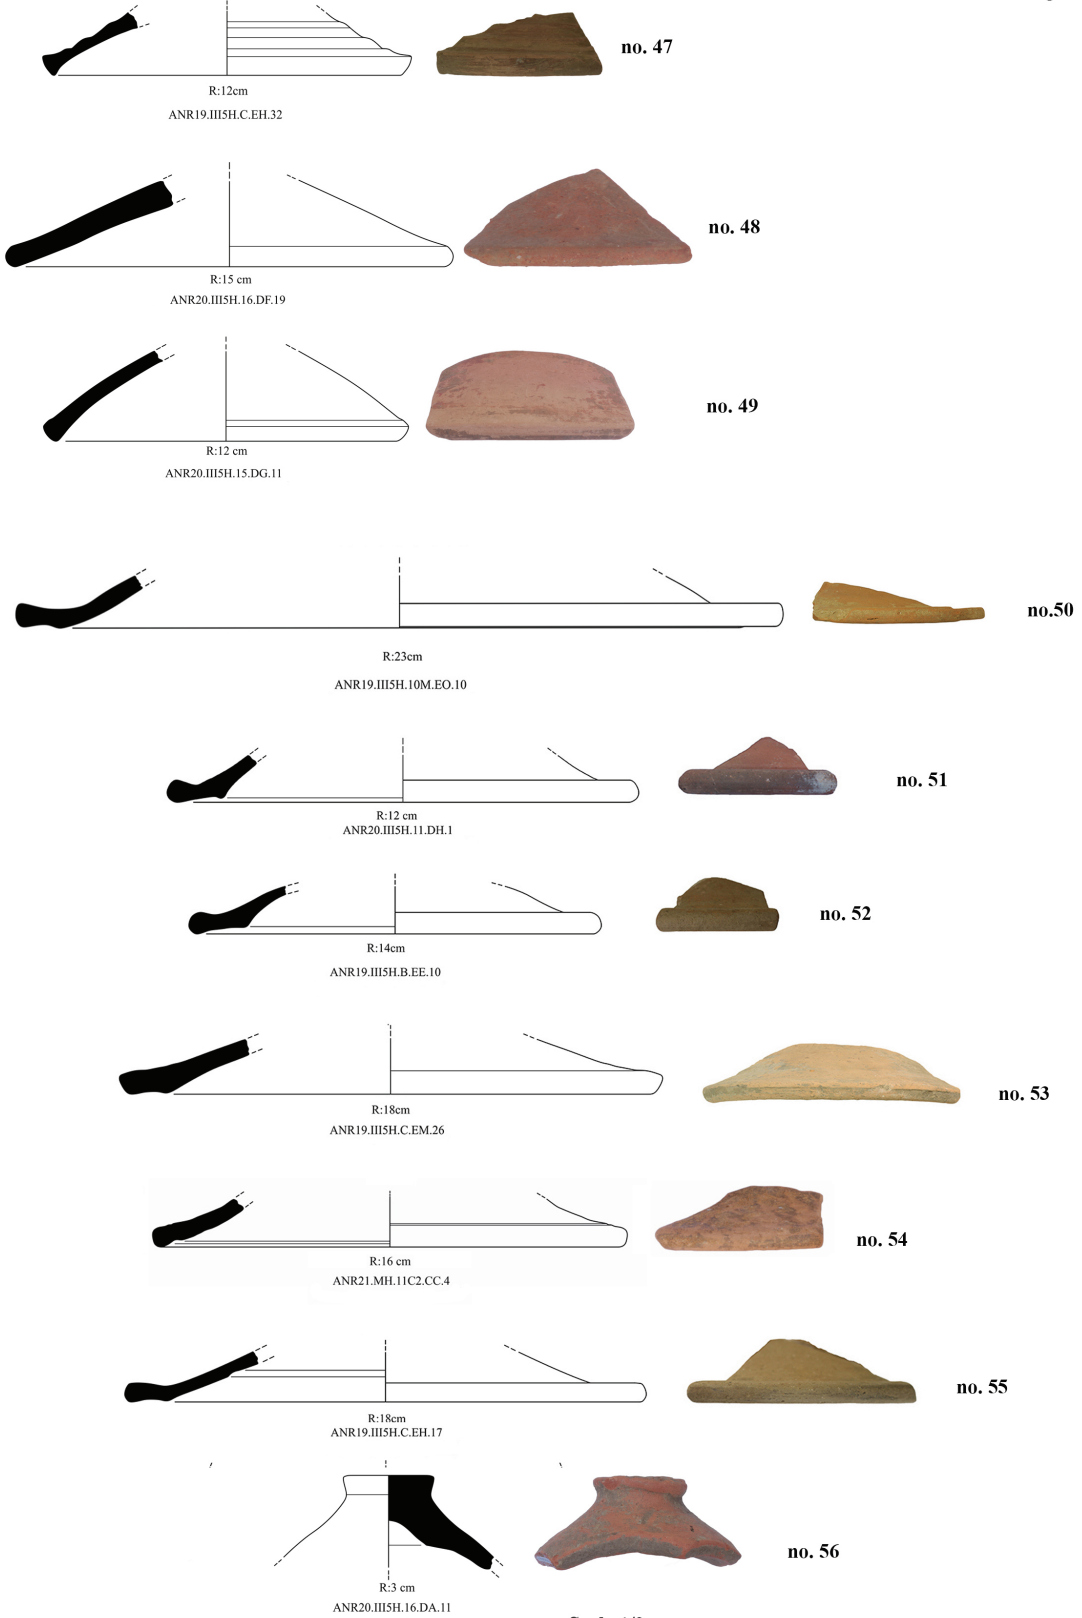 no. 47
R:12cm
ANR19.III5H.C.EH.32
no. 48
R:15 cm
ANR20.III5H.16.DF.19
no. 49
R:12 cm
ANR20.III5H.15.DG.11
no.50
R:23cm
ANR19.III5H.10M.EO.10
no. 51
R:12 cm
ANR20.III5H.11.DH.1
no. 52
R:14cm
ANR19.III5H.B.EE.10
no. 53
R:18cm
ANR19.III5H.C.EM.26
no. 54
R:16 cm
ANR21.MH.11C2.CC.4
no. 55
R:18cm
ANR19.III5H.C.EH.17
no. 56
R:3 cm
ANR20.III5H.16.DA.11